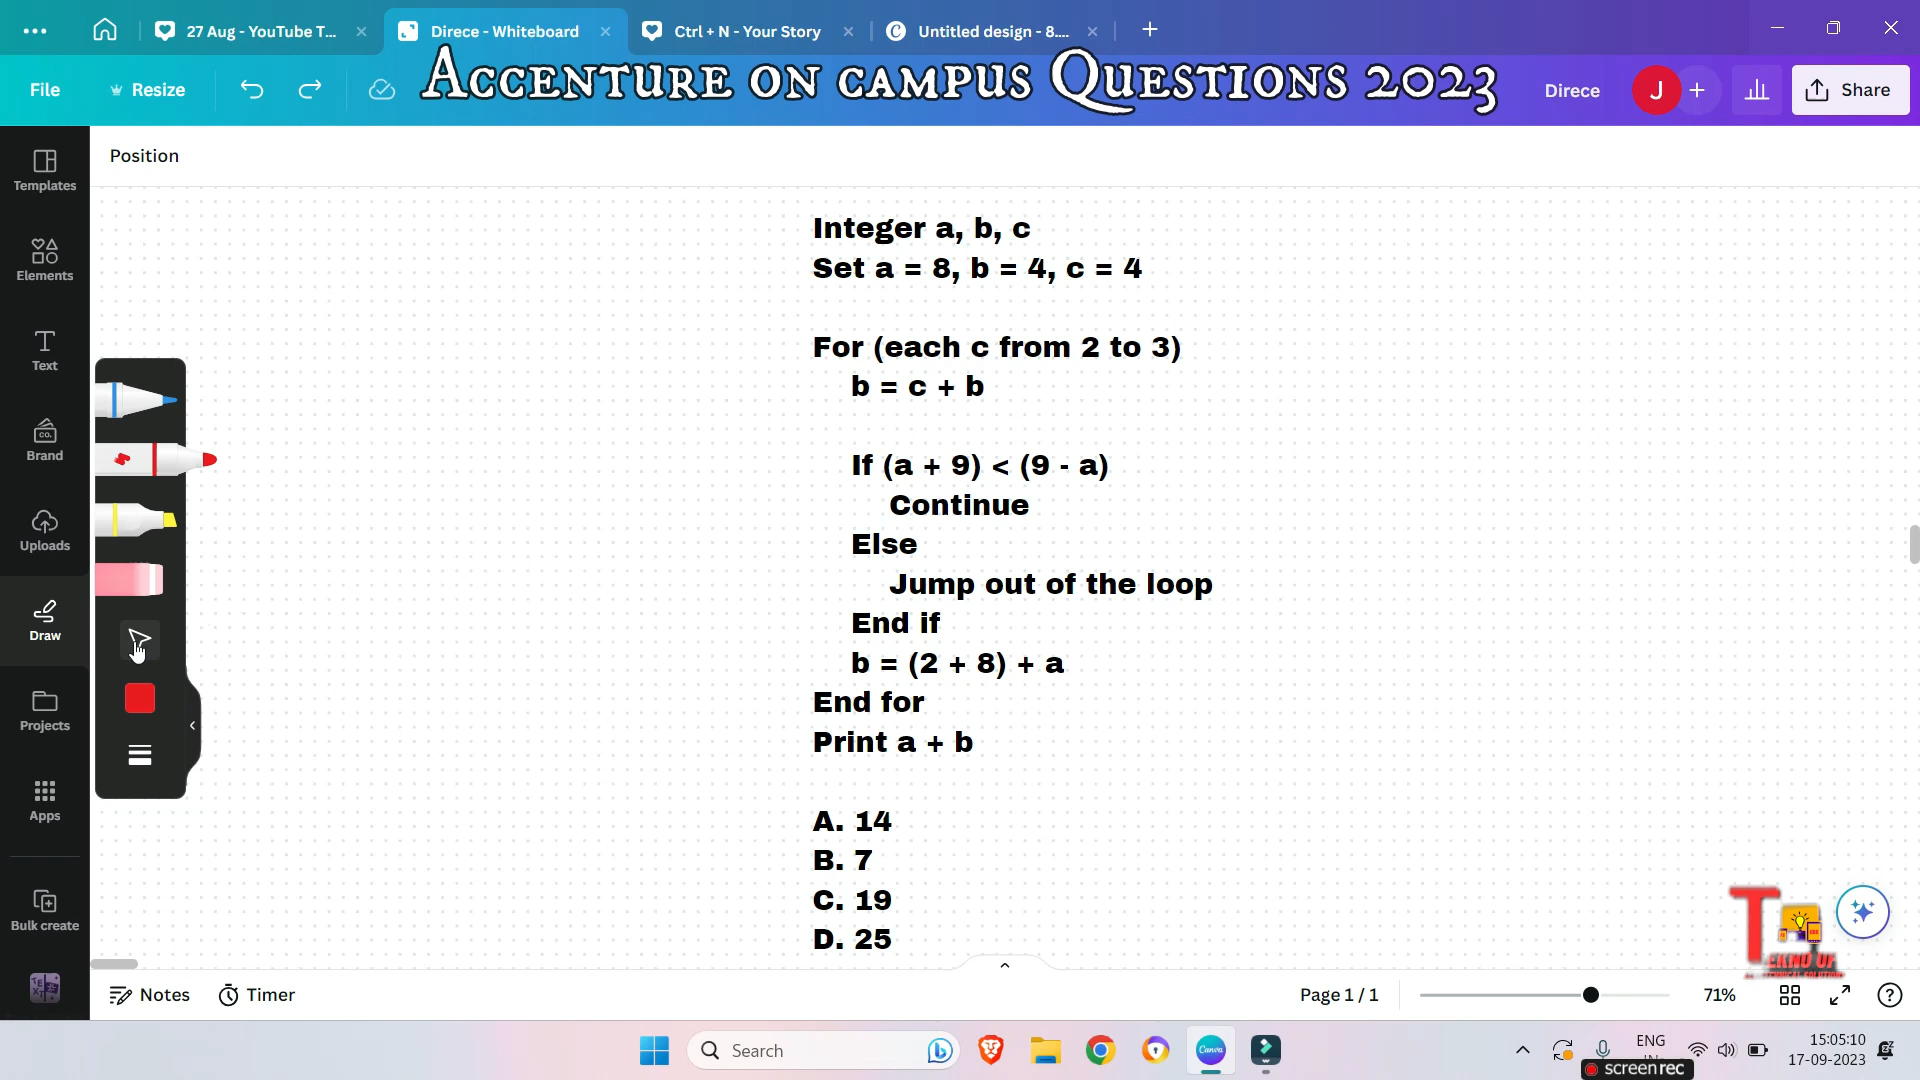 27 Aug - YouTube T...
Direce - Whiteboard
Ctrl + N - Your Story
Untitled design - 8....
File
Resize
ACCENTURE ON CAMPUS QUESTIONS 2023
Direce
J
Share
Position
Templates
Elements
Text
Brand
Uploads
Draw
Projects
Apps
Bulk create
Integer a, b, c
Set a = 8, b = 4, c = 4
For (each c from 2 to 3)
b = c + b
If (a + 9) < (9 - a)
Continue
Else
Jump out of the loop
End if
b = (2 + 8) + a
End for
Print a + b
A. 14
B. 7
C. 19
D. 25
Notes
Timer
Page 1 / 1
71%
Search
Canva
ENG
15:05:10
17-09-2023
screenrec